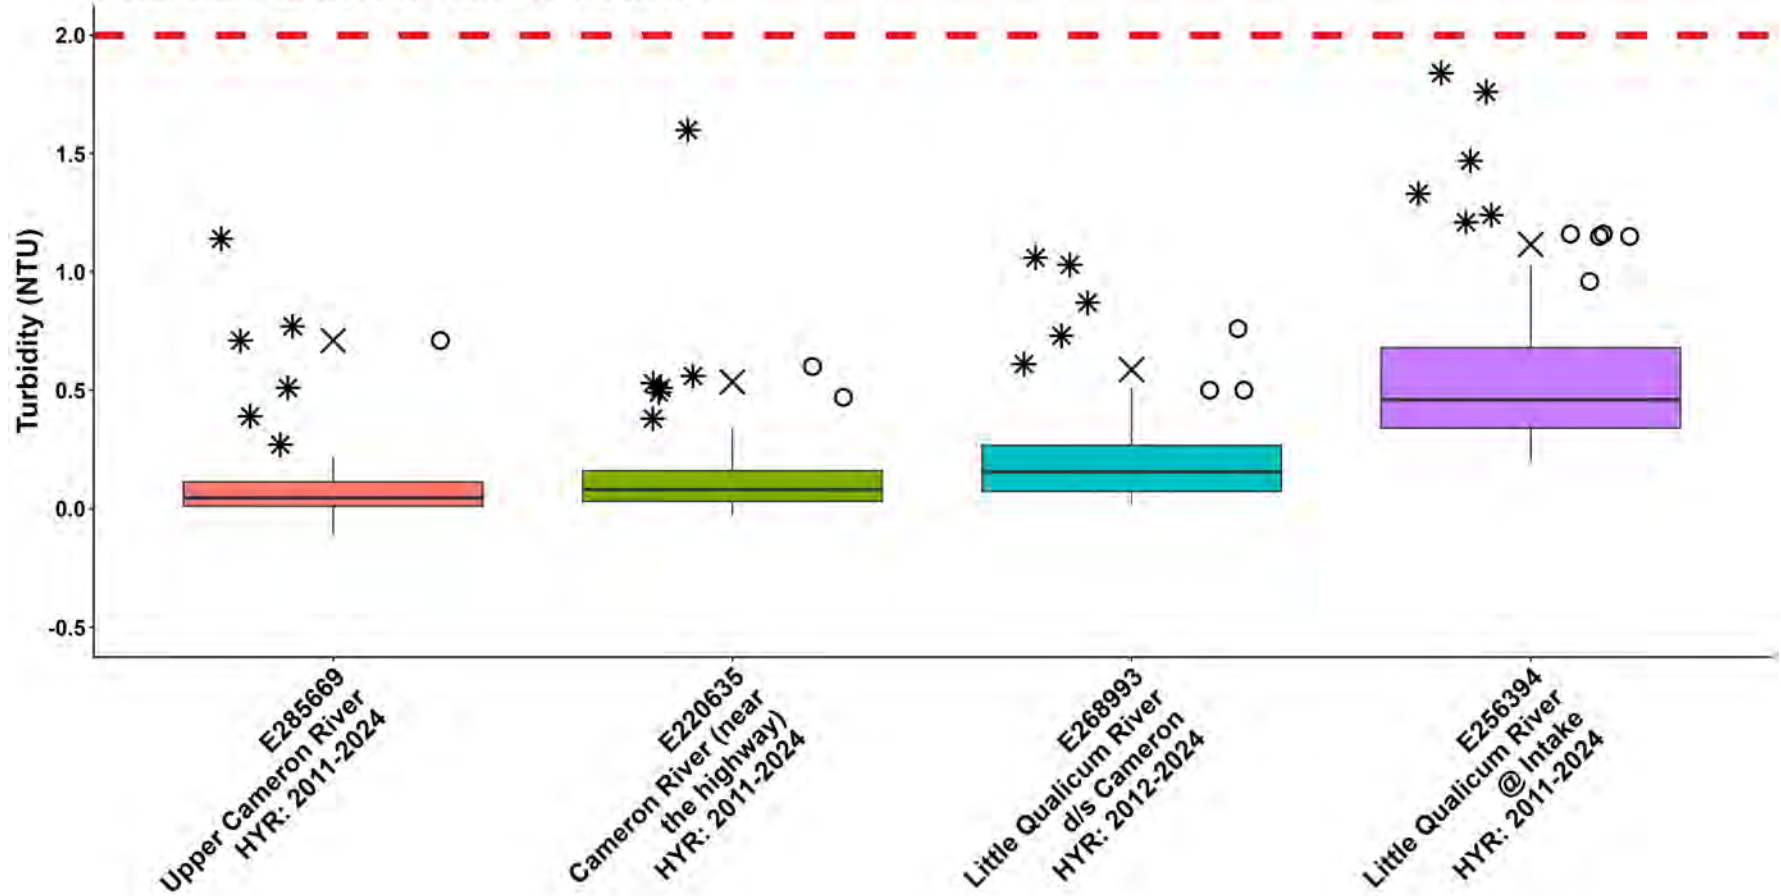 Turbidity (NTU)
2.0
1.5
1.0
0.5
0.0
-0.5
E285669
Upper Cameron River
HYR: 2011-2024
E220635
Cameron River (near
the highway)
HYR: 2011-2024
E268993
Little Qualicum River
d/s Cameron
HYR: 2012-2024
E256394
Little Qualicum River
@ Intake
HYR: 2011-2024